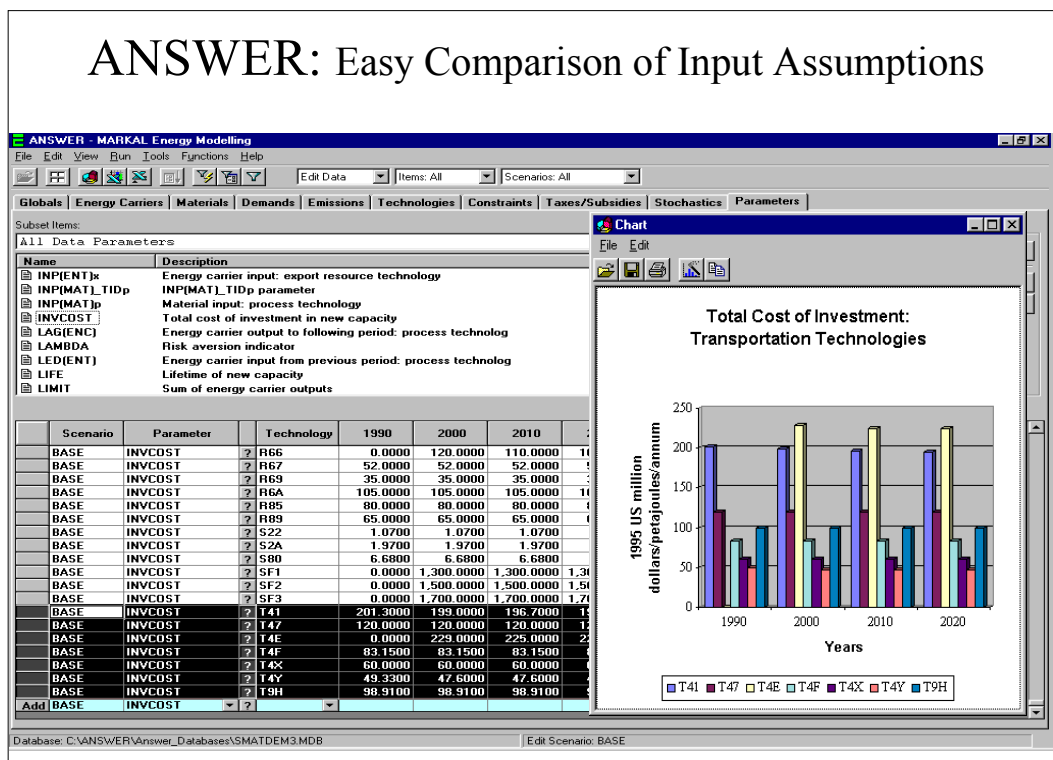 ANSWER: Easy Comparison of Input Assumptions
ANSWER - MARKAL Energy Modelling
File Edit View Run Tools Functions Help
Edit Data Items: All Scenarios: All
Globals Energy Carriers Materials Demands Emissions Technologies Constraints Taxes/Subsidies Stochastics Parameters
Subset Items:
All Data Parameters
Name Description
INP(ENT)x Energy carrier input: export resource technology
INP(MAT)_TIDp INP(MAT)_TIDp parameter
INP(MAT)p Material input: process technology
INVCOST Total cost of investment in new capacity
LAG(ENC) Energy carrier output to following period: process technolog
LAMBDA Risk aversion indicator
LED(ENT) Energy carrier input from previous period: process technolog
LIFE Lifetime of new capacity
LIMIT Sum of energy carrier outputs
Scenario Parameter Technology 1990 2000 2010
BASE INVCOST ? R66 0.0000 120.0000 110.0000
BASE INVCOST ? R67 52.0000 52.0000 52.0000
BASE INVCOST ? R69 35.0000 35.0000 35.0000
BASE INVCOST ? R6A 105.0000 105.0000 105.0000
BASE INVCOST ? R85 80.0000 80.0000 80.0000
BASE INVCOST ? R89 65.0000 65.0000 65.0000
BASE INVCOST ? S22 1.0700 1.0700 1.0700
BASE INVCOST ? S2A 1.9700 1.9700 1.9700
BASE INVCOST ? S80 6.6800 6.6800 6.6800
BASE INVCOST ? SF1 0.0000 1,300.0000 1,300.0000
BASE INVCOST ? SF2 0.0000 1,500.0000 1,500.0000
BASE INVCOST ? SF3 0.0000 1,700.0000 1,700.0000
BASE INVCOST ? T41 201.3000 199.0000 196.7000
BASE INVCOST ? T47 120.0000 120.0000 120.0000
BASE INVCOST ? T4E 0.0000 229.0000 225.0000
BASE INVCOST ? T4F 83.1500 83.1500 83.1500
BASE INVCOST ? T4X 60.0000 60.0000 60.0000
BASE INVCOST ? T4Y 49.3300 47.6000 47.6000
BASE INVCOST ? T9H 98.9100 98.9100 98.9100
Add BASE INVCOST ?
Chart
File Edit
Total Cost of Investment:
Transportation Technologies
1995 US million
dollars/petajoules/annum
250
200
150
100
50
0
1990 2000 2010 2020
Years
T41 T47 T4E T4F T4X T4Y T9H
Database: C:\ANSWER\Answer_Databases\SMATDEM3.MDB Edit Scenario: BASE